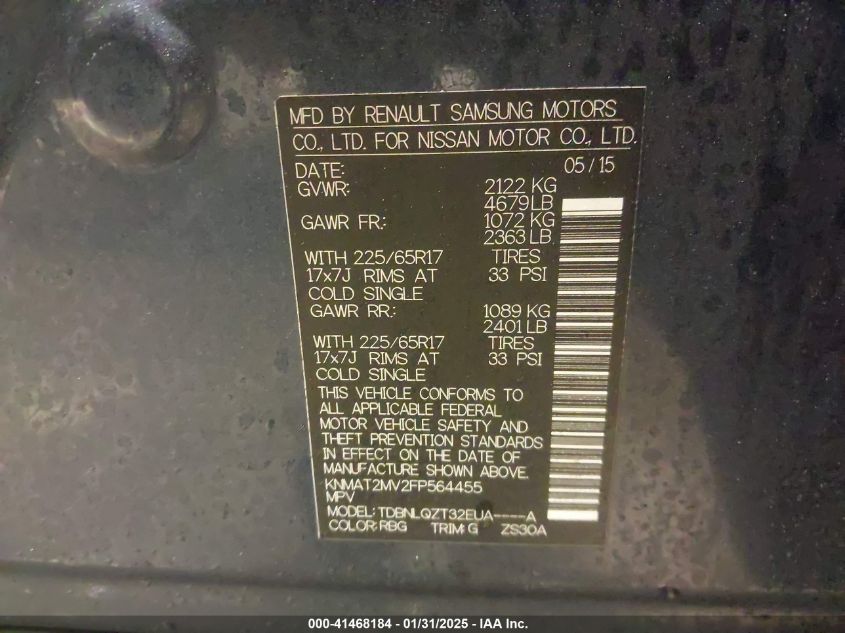 MFD BY RENAULT SAMSUNG MOTORS
CO., LTD. FOR NISSAN MOTOR CO., LTD.
DATE: 05/15
GVWR: 2122 KG
4679LB
GAWR FR.: 1072 KG
2363 LB
WITH 225/65R17 TIRES
17x7J RIMS AT 33 PSI
COLD SINGLE
GAWR RR.: 1089 KG
2401 LB
WITH 225/65R17 TIRES
17x7J RIMS AT 33 PSI
COLD SINGLE
THIS VEHICLE CONFORMS TO
ALL APPLICABLE FEDERAL
MOTOR VEHICLE SAFETY AND
THEFT PREVENTION STANDARDS
IN EFFECT ON THE DATE OF
MANUFACTURE SHOWN ABOVE.
KNMAT2MV2FP564455
MPV
MODEL: TDBNLQZT32EUA----A
COLOR: RBG TRIM: G ZS30A
000-41468184 - 01/31/2025 - IAA Inc.